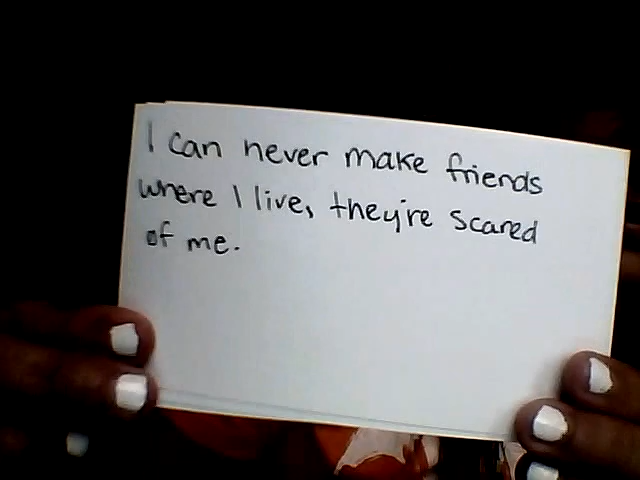 I can never make friends
where I live, they're scared
of me.